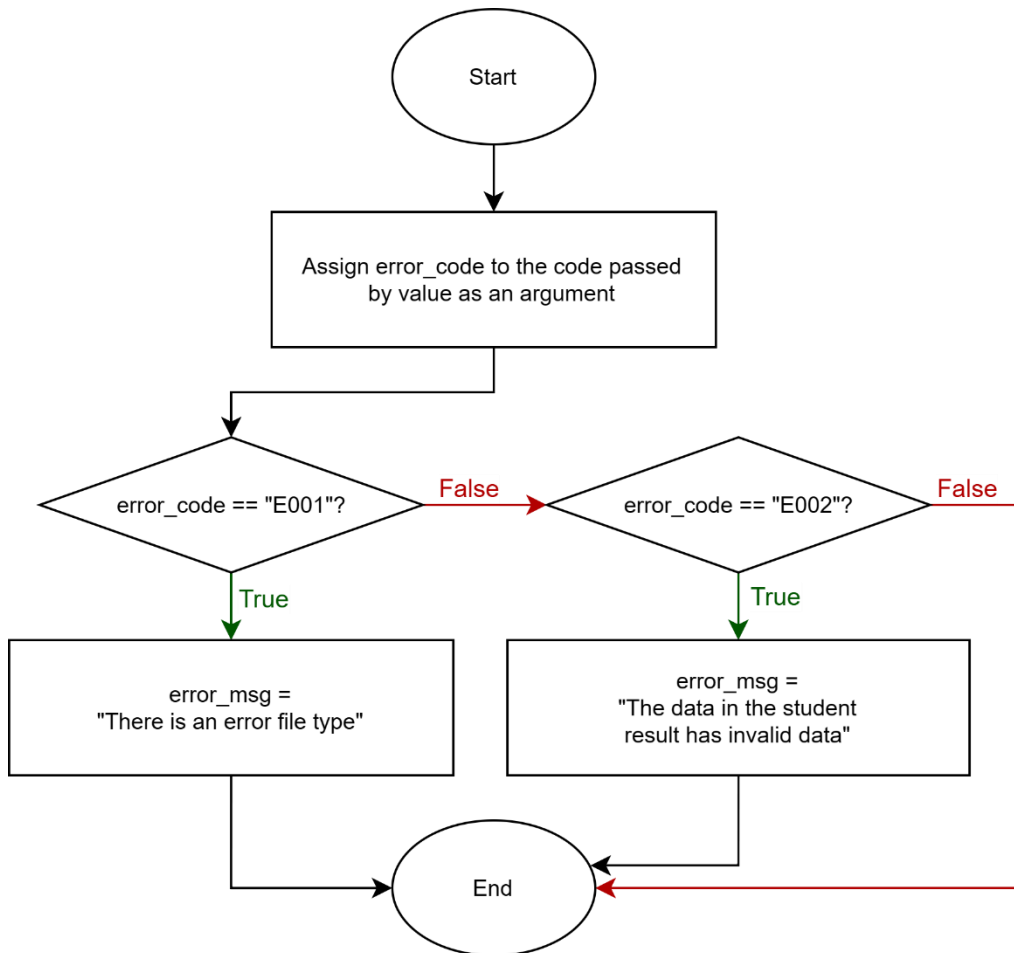 Start
Assign error_code to the code passed
by value as an argument
error_code == "E001"?
False
error_code == "E002"?
False
True
True
error_msg =
"There is an error file type"
error_msg =
"The data in the student
result has invalid data"
End